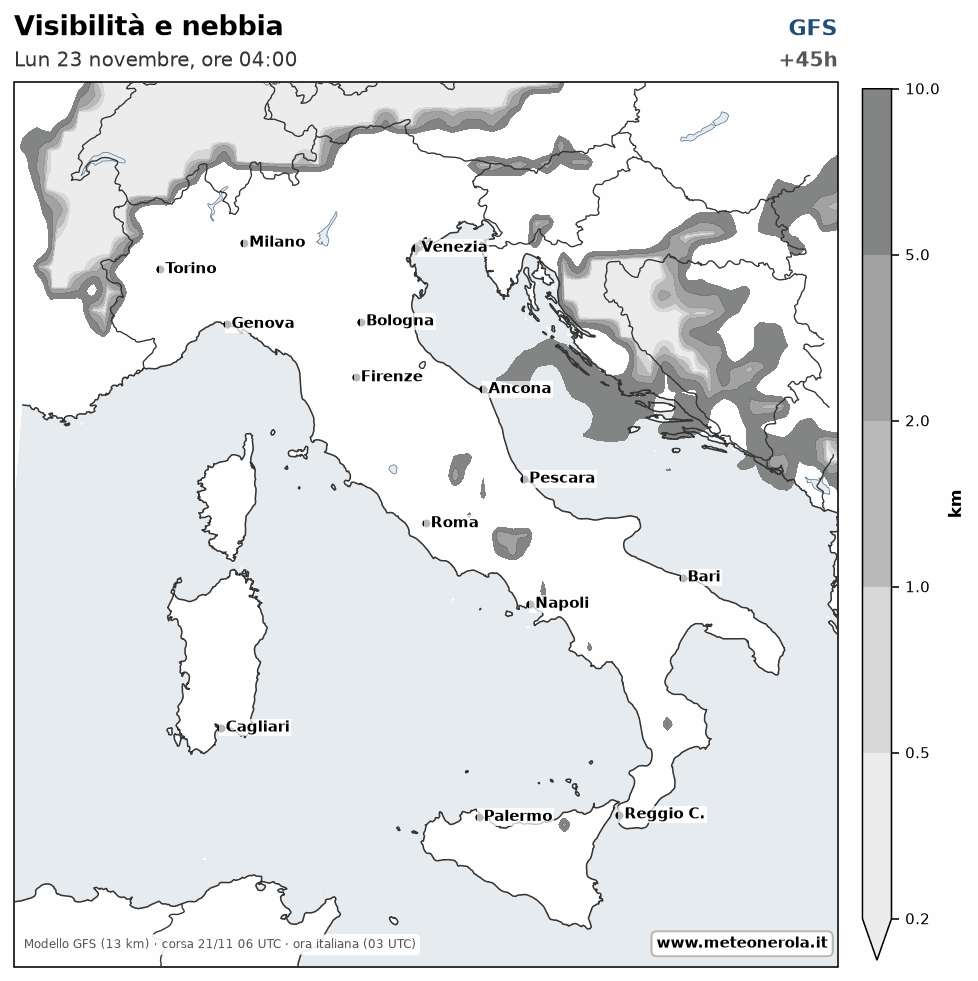 Visibilità e nebbia
GFS
Lun 23 novembre, ore 04:00
+45h
10.0
5.0
2.0
1.0
0.5
0.2
km
Milano
Venezia
Torino
Genova
Bologna
Firenze
Ancona
Pescara
Roma
Bari
Napoli
Cagliari
Palermo
Reggio C.
Modello GFS (13 km) · corsa 21/11 06 UTC · ora italiana (03 UTC)
www.meteonerola.it